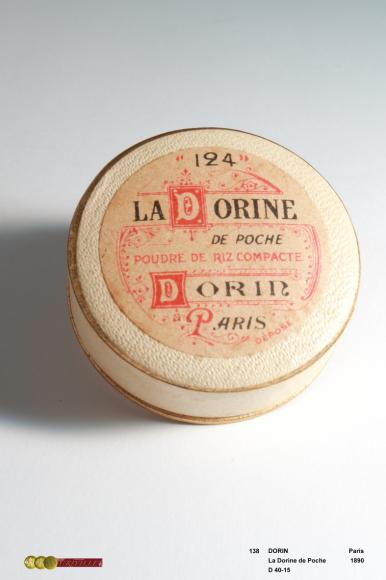 "124"
LA DORINE
DE POCHE
POUDRE DE RIZ COMPACTE
DORIN
à PARIS
DÉPOSÉ
138 DORIN Paris
La Dorine de Poche 1890
D 40-15